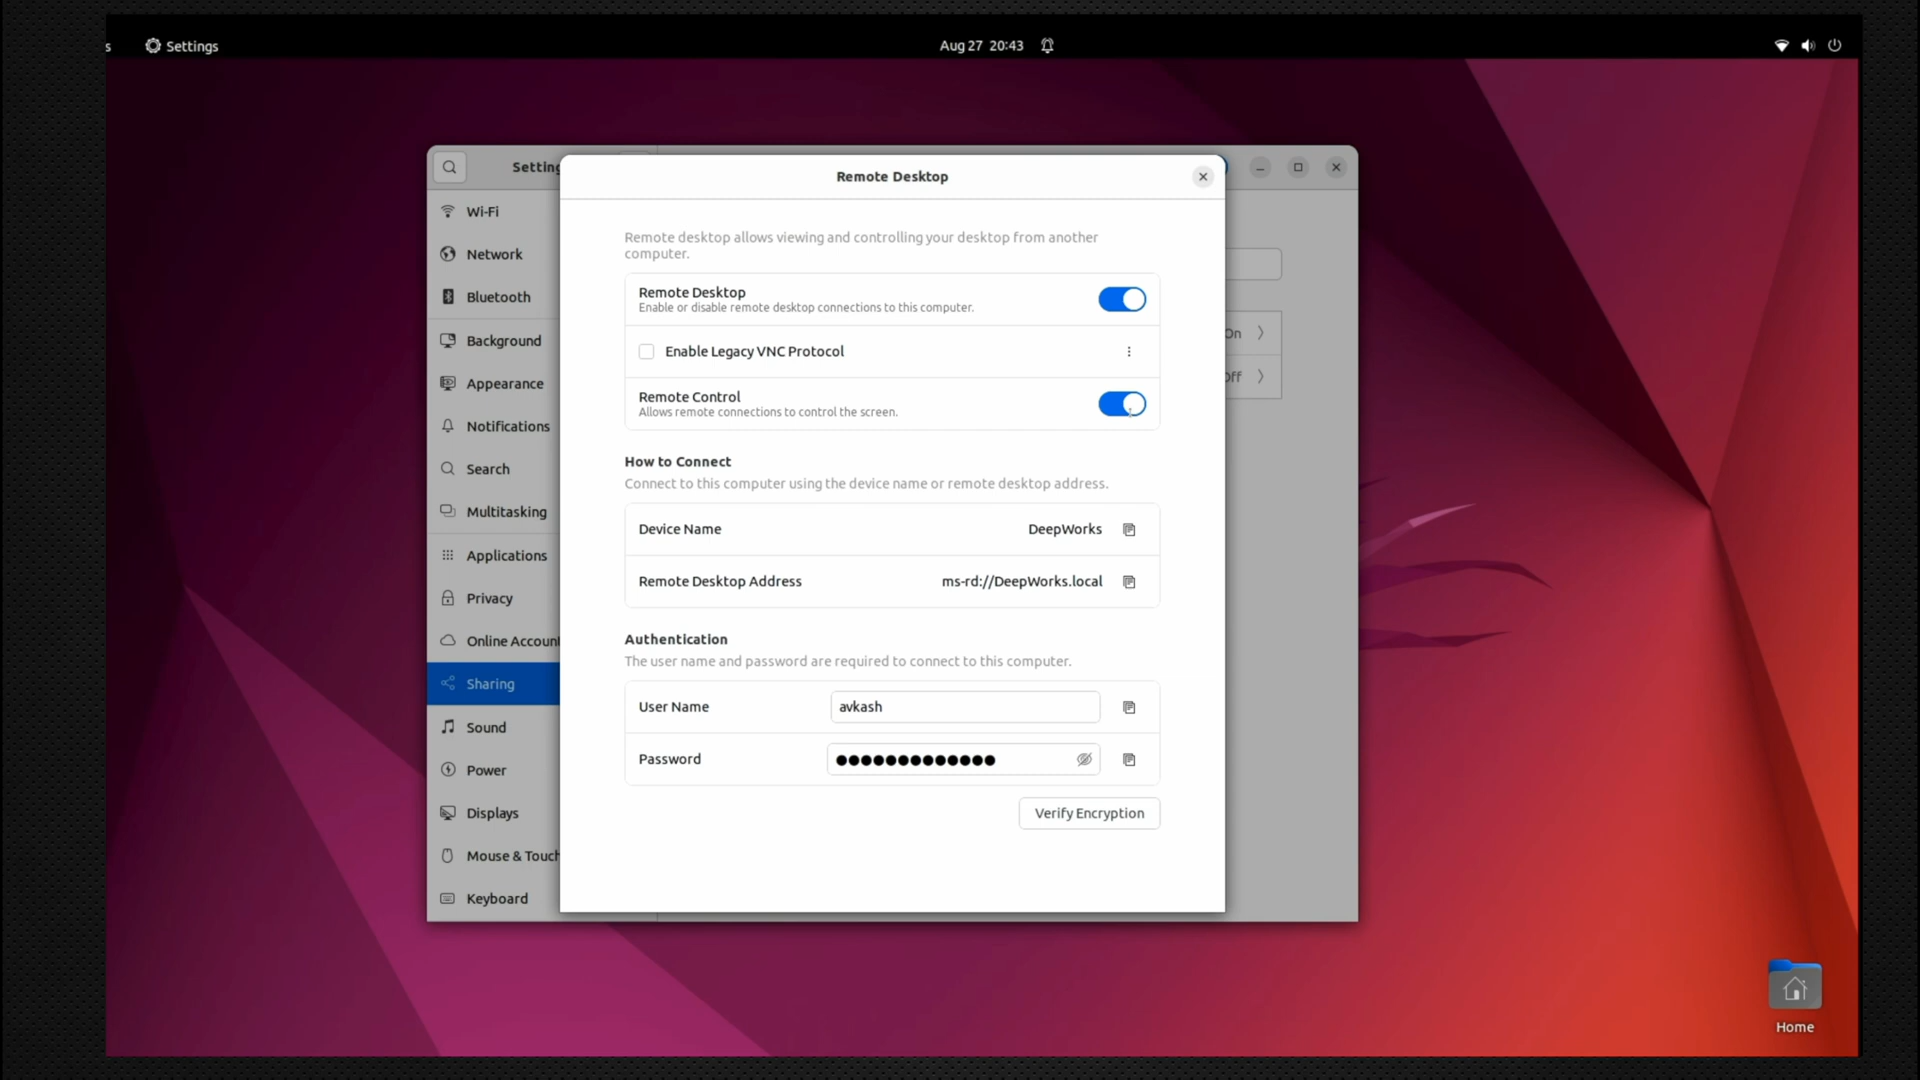 s
Settings
Aug 27 20:43
Setting
Remote Desktop
Wi-Fi
Network
Bluetooth
Background
Appearance
Notifications
Search
Multitasking
Applications
Privacy
Online Account
Sharing
Sound
Power
Displays
Mouse & Touch
Keyboard
Remote desktop allows viewing and controlling your desktop from another
computer.
Remote Desktop
Enable or disable remote desktop connections to this computer.
Enable Legacy VNC Protocol
Remote Control
Allows remote connections to control the screen.
How to Connect
Connect to this computer using the device name or remote desktop address.
Device Name DeepWorks
Remote Desktop Address ms-rd://DeepWorks.local
Authentication
The user name and password are required to connect to this computer.
User Name avkash
Password ●●●●●●●●●●●●●
Verify Encryption
On
Off
Home